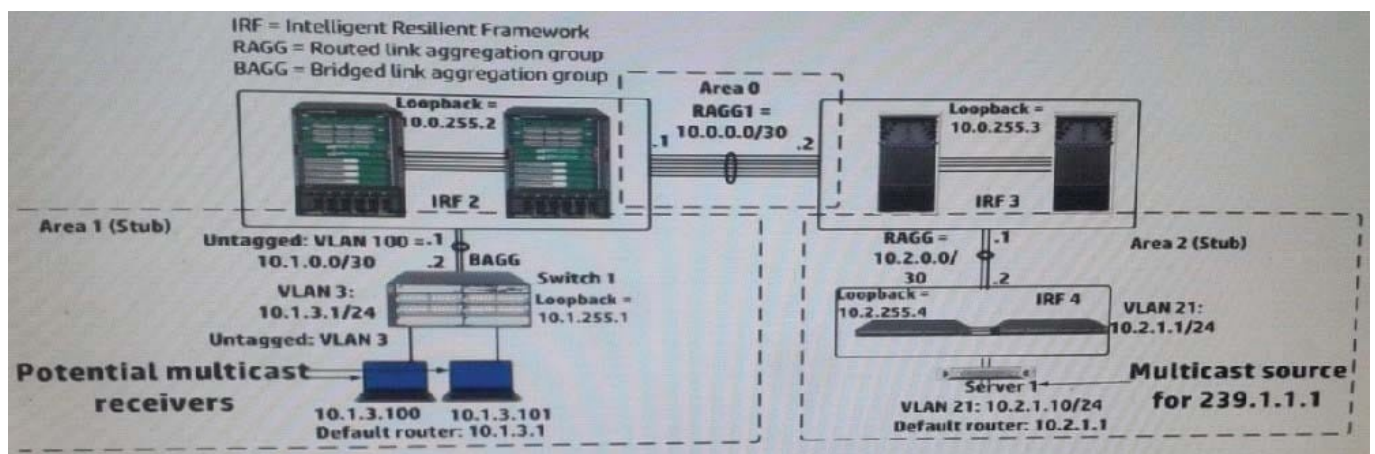 IRF = Intelligent Resilient Framework
RAGG = Routed link aggregation group
BAGG = Bridged link aggregation group
Area 0
RAGG1 =
10.0.0.0/30
.1
.2
Loopback =
10.0.255.2
IRF 2
Loopback =
10.0.255.3
IRF 3
Area 1 (Stub)
Untagged: VLAN 100 =
10.1.0.0/30
.1
.2
BAGG
Switch 1
Loopback =
10.1.255.1
VLAN 3:
10.1.3.1/24
Untagged: VLAN 3
Potential multicast
receivers
10.1.3.100
10.1.3.101
Default router: 10.1.3.1
Area 2 (Stub)
RAGG =
10.2.0.0/
30
.1
.2
Loopback =
10.2.255.4
IRF 4
VLAN 21:
10.2.1.1/24
Server 1
VLAN 21: 10.2.1.10/24
Default router: 10.2.1.1
Multicast source
for 239.1.1.1